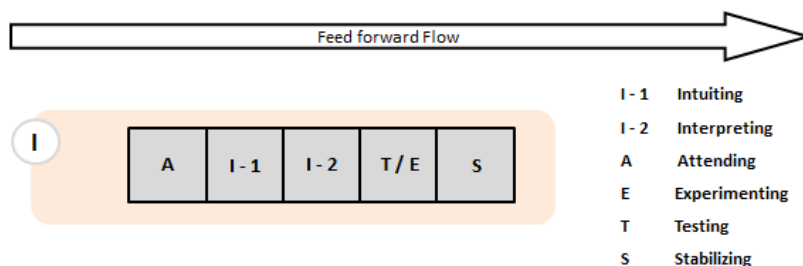 Feed forward Flow
I
A I - 1 I - 2 T / E S
I - 1 Intuiting
I - 2 Interpreting
A Attending
E Experimenting
T Testing
S Stabilizing